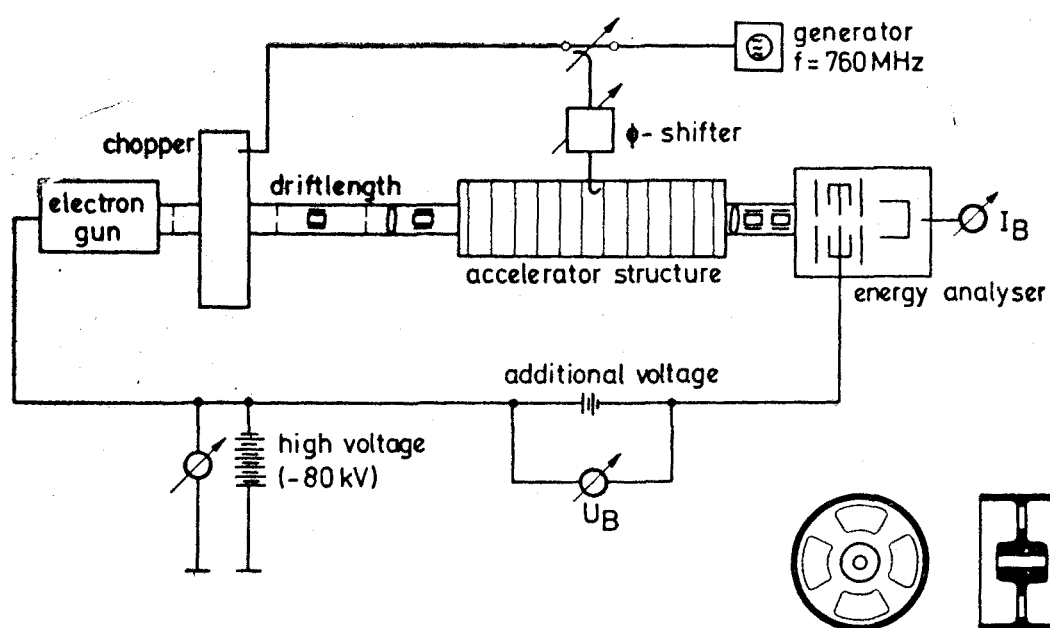 generator
f = 760 MHz
chopper
ϕ- shifter
driftlength
electron
gun
accelerator structure
I_B
energy analyser
additional voltage
high voltage
(-80 kV)
U_B